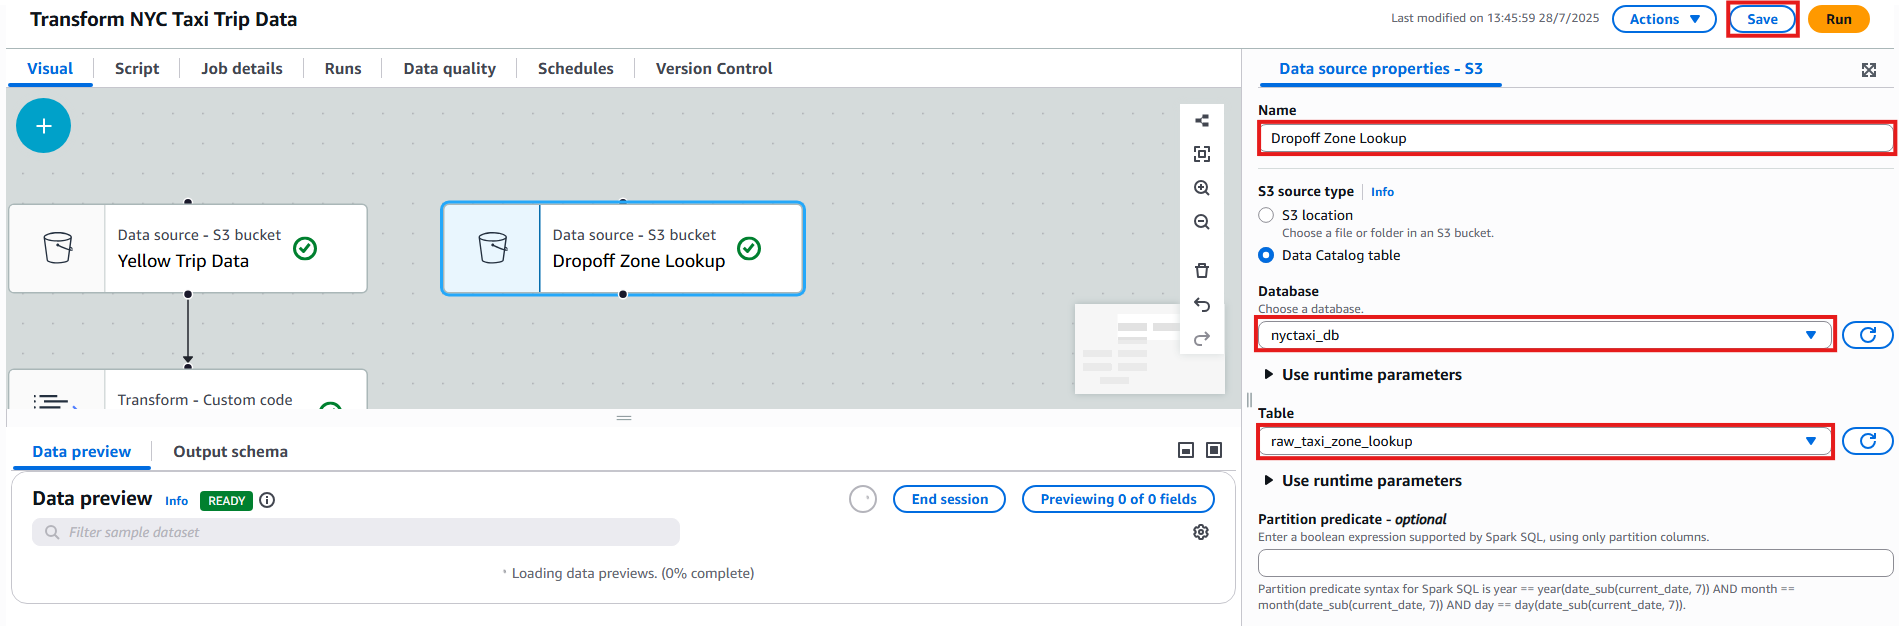 Transform NYC Taxi Trip Data
Last modified on 13:45:59 28/7/2025
Actions
Save
Run
Visual
Script
Job details
Runs
Data quality
Schedules
Version Control
Data source - S3 bucket
Yellow Trip Data
Data source - S3 bucket
Dropoff Zone Lookup
Transform - Custom code
Data preview
Output schema
Data preview
Info
READY
End session
Previewing 0 of 0 fields
Filter sample dataset
Loading data previews. (0% complete)
Data source properties - S3
Name
Dropoff Zone Lookup
S3 source type
Info
S3 location
Choose a file or folder in an S3 bucket.
Data Catalog table
Database
Choose a database.
nyctaxi_db
Use runtime parameters
Table
raw_taxi_zone_lookup
Use runtime parameters
Partition predicate - optional
Enter a boolean expression supported by Spark SQL, using only partition columns.
Partition predicate syntax for Spark SQL is year == year(date_sub(current_date, 7)) AND month ==
month(date_sub(current_date, 7)) AND day == day(date_sub(current_date, 7)).